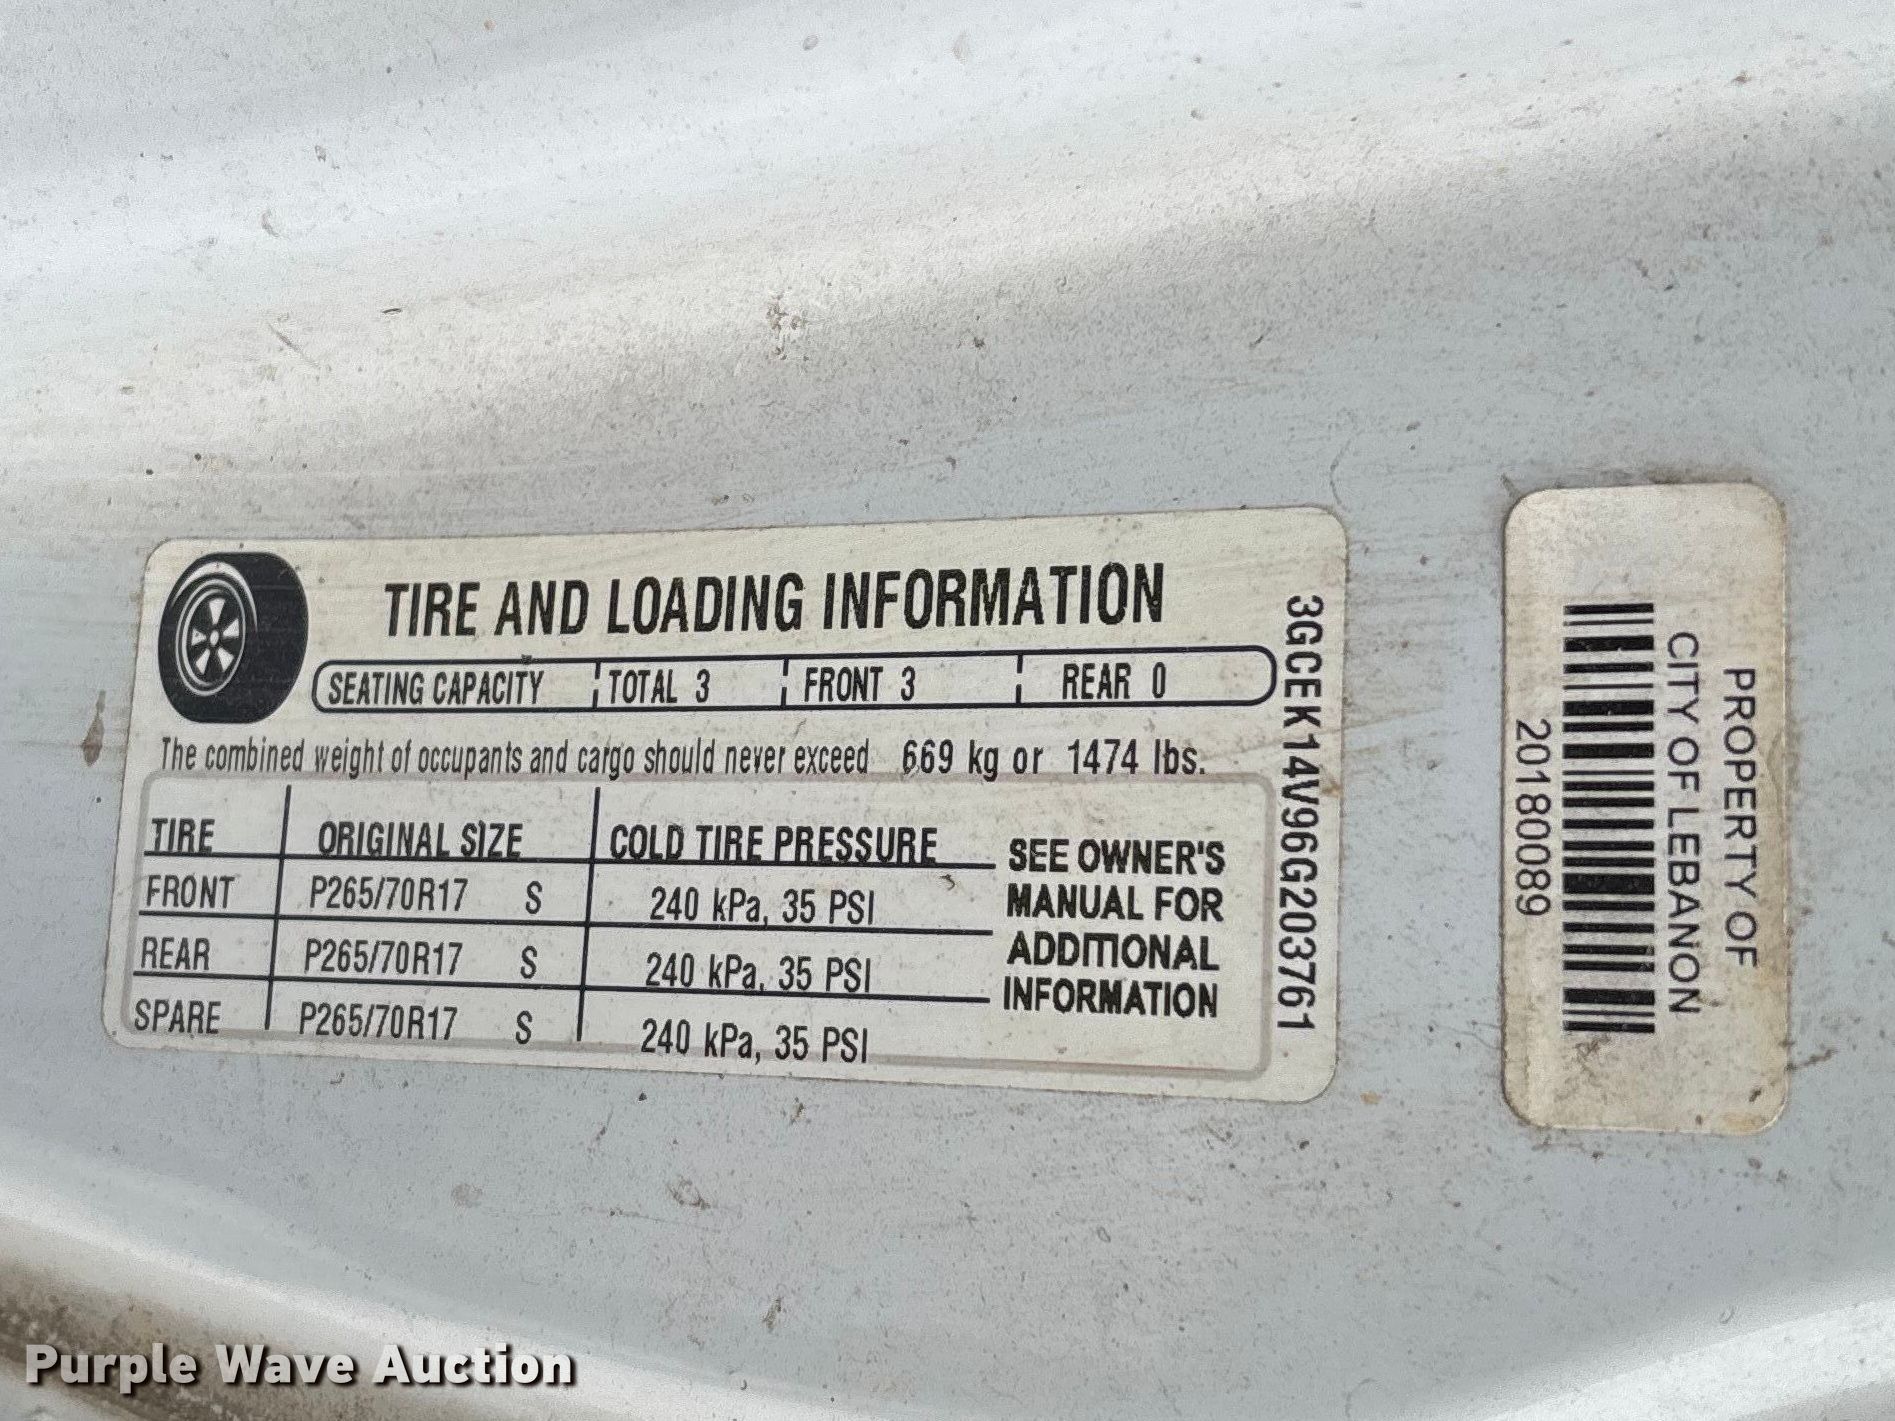 TIRE AND LOADING INFORMATION
SEATING CAPACITY TOTAL 3 FRONT 3 REAR 0
The combined weight of occupants and cargo should never exceed 669 kg or 1474 lbs.
TIRE ORIGINAL SIZE COLD TIRE PRESSURE
FRONT P265/70R17 S 240 kPa, 35 PSI
REAR P265/70R17 S 240 kPa, 35 PSI
SPARE P265/70R17 S 240 kPa, 35 PSI
SEE OWNER'S
MANUAL FOR
ADDITIONAL
INFORMATION
3GCEK14V96G203761
PROPERTY OF
CITY OF LEBANON
201800089
Purple Wave Auction